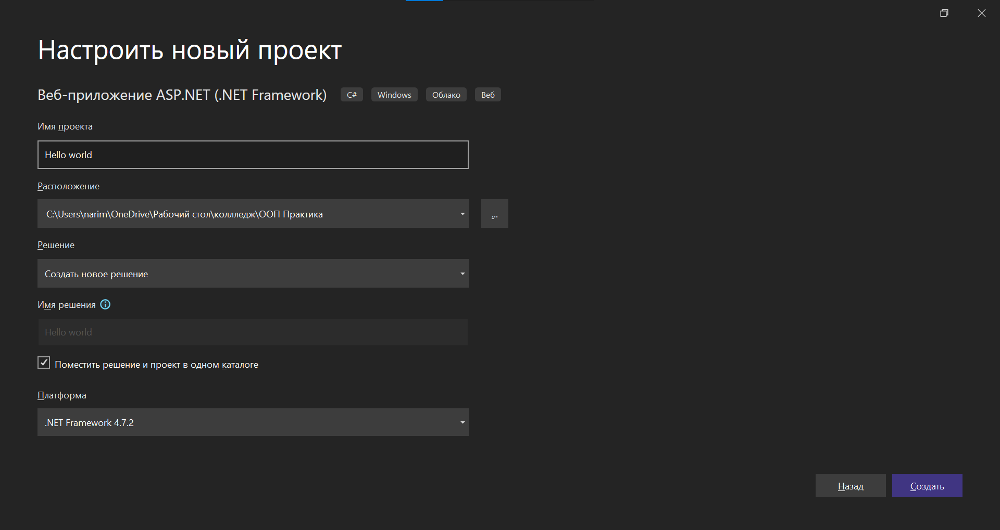 Настроить новый проект
Веб-приложение ASP.NET (.NET Framework) C# Windows Облако Веб
Имя проекта
Hello world
Расположение
C:\Users\narim\OneDrive\Рабочий стол\коллледж\ООП Практика
...
Решение
Создать новое решение
Имя решения
Hello world
Поместить решение и проект в одном каталоге
Платформа
.NET Framework 4.7.2
Назад Создать